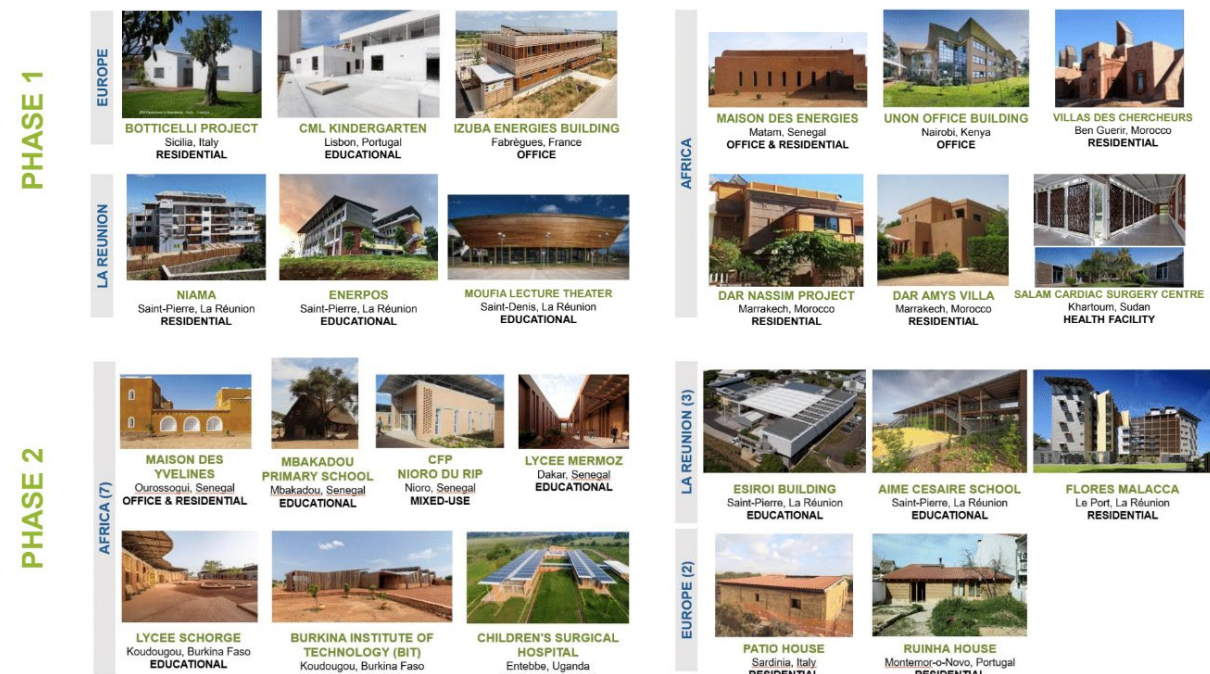 PHASE 1
EUROPE
BOTTICELLI PROJECT
Sicilia, Italy
RESIDENTIAL
CML KINDERGARTEN
Lisbon, Portugal
EDUCATIONAL
IZUBA ENERGIES BUILDING
Fabrègues, France
OFFICE
LA REUNION
NIAMA
Saint-Pierre, La Réunion
RESIDENTIAL
ENERPOS
Saint-Pierre, La Réunion
EDUCATIONAL
MOUFIA LECTURE THEATER
Saint-Denis, La Réunion
EDUCATIONAL
AFRICA
MAISON DES ENERGIES
Matam, Senegal
OFFICE & RESIDENTIAL
UNON OFFICE BUILDING
Nairobi, Kenya
OFFICE
VILLAS DES CHERCHEURS
Ben Guerir, Morocco
RESIDENTIAL
DAR NASSIM PROJECT
Marrakech, Morocco
RESIDENTIAL
DAR AMYS VILLA
Marrakech, Morocco
RESIDENTIAL
SALAM CARDIAC SURGERY CENTRE
Khartoum, Sudan
HEALTH FACILITY
PHASE 2
AFRICA (7)
MAISON DES
YVELINES
Ourossogui, Senegal
OFFICE & RESIDENTIAL
MBAKADOU
PRIMARY SCHOOL
Mbakadou, Senegal
EDUCATIONAL
CFP
NIORO DU RIP
Nioro, Senegal
MIXED-USE
LYCEE MERMOZ
Dakar, Senegal
EDUCATIONAL
LYCEE SCHORGE
Koudougou, Burkina Faso
EDUCATIONAL
BURKINA INSTITUTE OF
TECHNOLOGY (BIT)
Koudougou, Burkina Faso
CHILDREN'S SURGICAL
HOSPITAL
Entebbe, Uganda
LA REUNION (3)
ESIROI BUILDING
Saint-Pierre, La Réunion
EDUCATIONAL
AIME CESAIRE SCHOOL
Saint-Pierre, La Réunion
EDUCATIONAL
FLORES MALACCA
Le Port, La Réunion
RESIDENTIAL
EUROPE (2)
PATIO HOUSE
Sardinia, Italy
RESIDENTIAL
RUINHA HOUSE
Montemor-o-Novo, Portugal
RESIDENTIAL